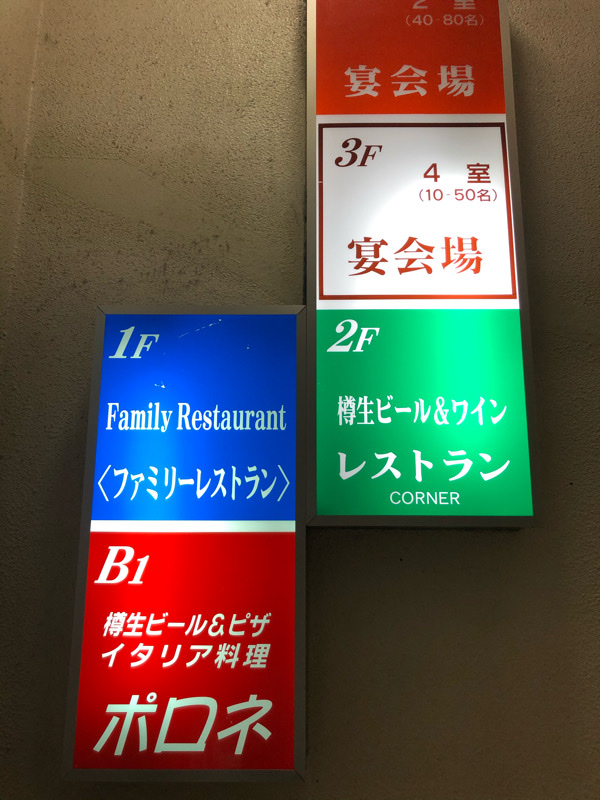 2 室
(40-80名)
宴会場
3F
4 室
(10-50名)
宴会場
2F
樽生ビール&ワイン
レストラン
CORNER
1F
Family Restaurant
〈ファミリーレストラン〉
B1
樽生ビール&ピザ
イタリア料理
ポロネ